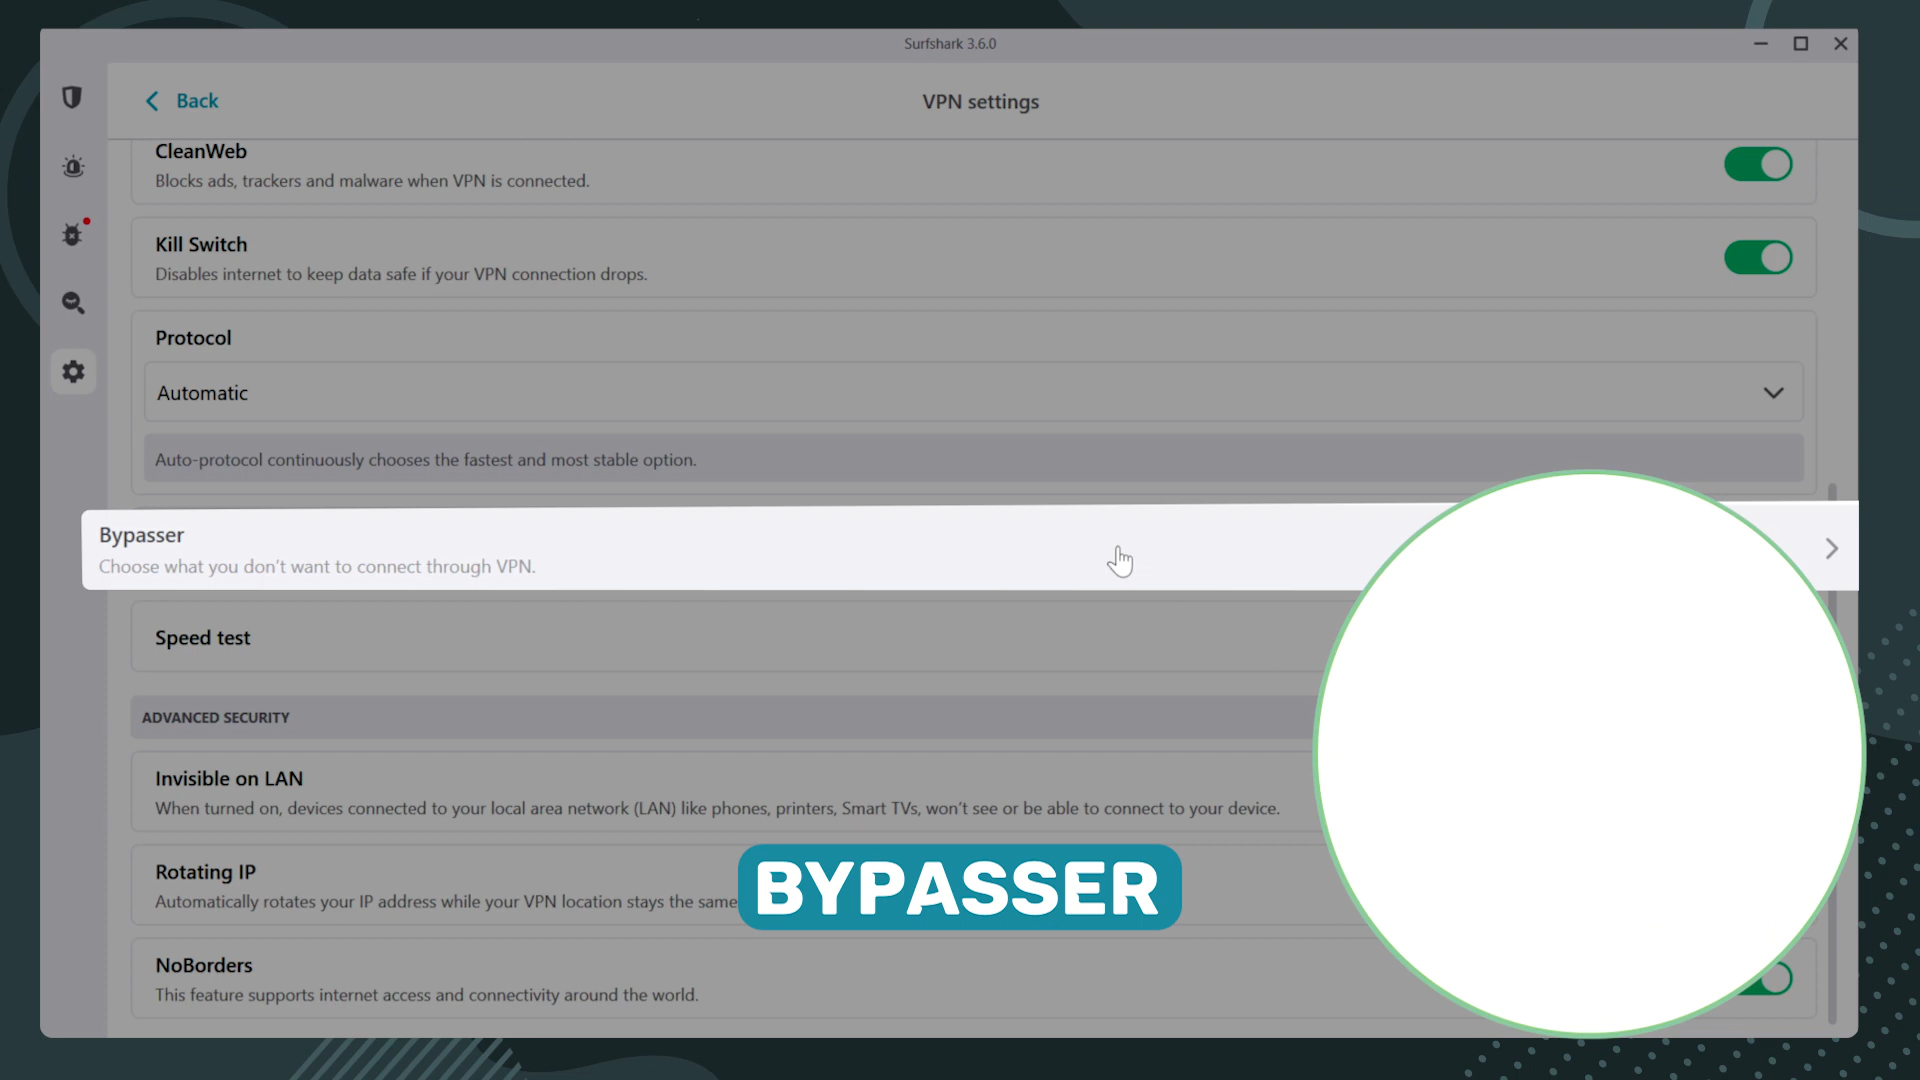 Surfshark 3.6.0
Back
VPN settings
CleanWeb
Blocks ads, trackers and malware when VPN is connected.
Kill Switch
Disables internet to keep data safe if your VPN connection drops.
Protocol
Automatic
Auto-protocol continuously chooses the fastest and most stable option.
Bypasser
Choose what you don't want to connect through VPN.
Speed test
ADVANCED SECURITY
Invisible on LAN
When turned on, devices connected to your local area network (LAN) like phones, printers, Smart TVs, won't see or be able to connect to your device.
Rotating IP
Automatically rotates your IP address while your VPN location stays the same
BYPASSER
NoBorders
This feature supports internet access and connectivity around the world.